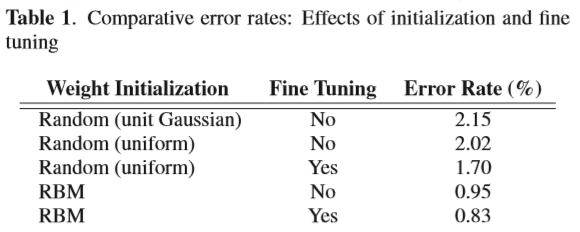 Table 1. Comparative error rates: Effects of initialization and fine
tuning
Weight Initialization Fine Tuning Error Rate (%)
Random (unit Gaussian) No 2.15
Random (uniform) No 2.02
Random (uniform) Yes 1.70
RBM No 0.95
RBM Yes 0.83